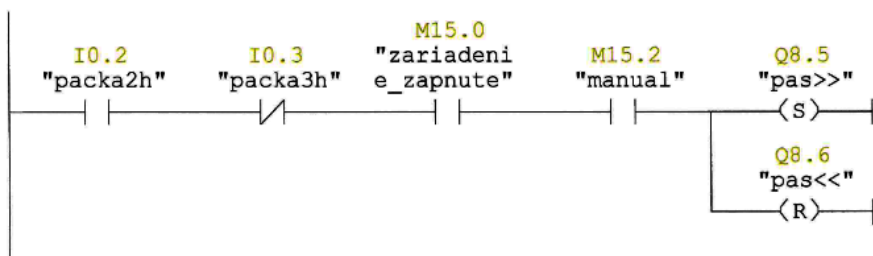 M15.0
I0.2 I0.3 "zariadeni M15.2 Q8.5
"packa2h" "packa3h" e_zapnute" "manual" "pas>>"
(S)
Q8.6
"pas<<"
(R)